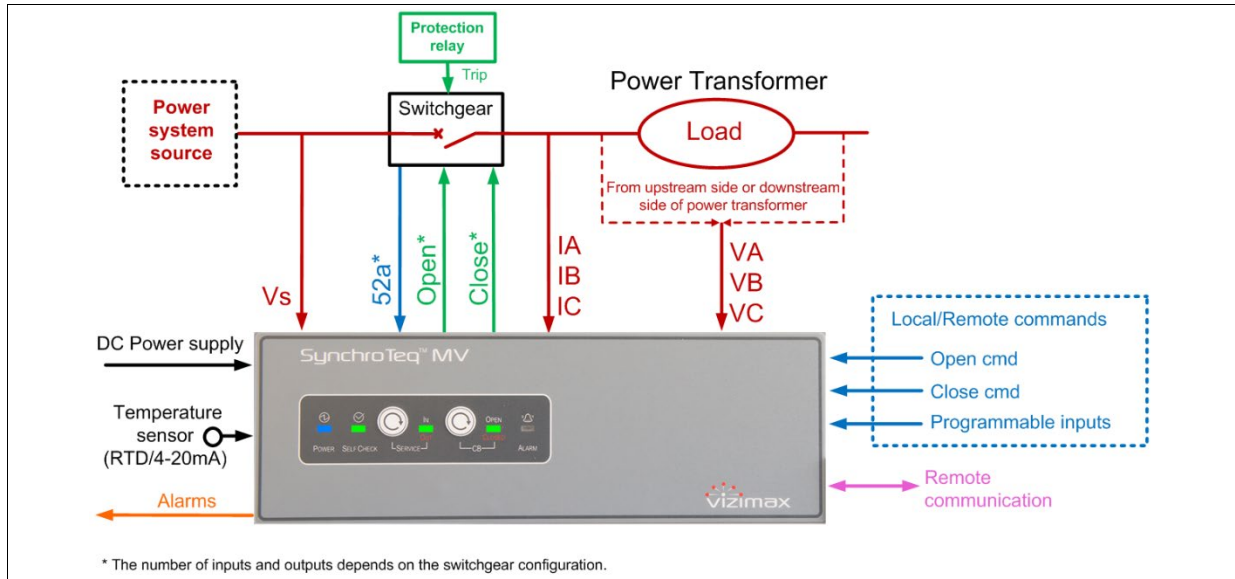 Protection
relay
Trip
Power Transformer
Power
system
source
Switchgear
Load
From upstream side or downstream
side of power transformer
Vs
52a*
Open*
Close*
IA
IB
IC
VA
VB
VC
DC Power supply
Temperature
sensor
(RTD/4-20mA)
Alarms
SynchroTeq™ MV
IN
OUT
OPEN
CLOSED
POWER
SELF CHECK
SERVICE
CB
ALARM
vizimax
Local/Remote commands
Open cmd
Close cmd
Programmable inputs
Remote
communication
* The number of inputs and outputs depends on the switchgear configuration.